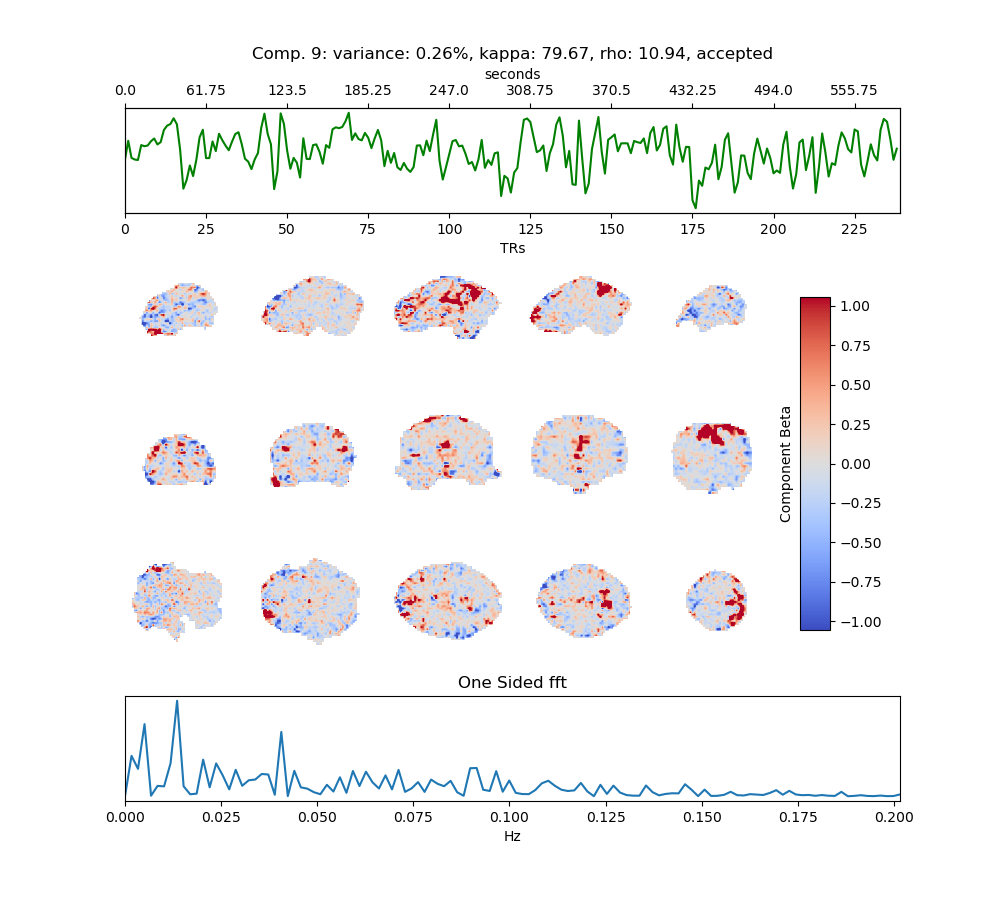 Comp. 9: variance: 0.26%, kappa: 79.67, rho: 10.94, accepted
seconds
0.0 61.75 123.5 185.25 247.0 308.75 370.5 432.25 494.0 555.75
0 25 50 75 100 125 150 175 200 225
TRs
1.00
0.75
0.50
0.25
0.00
−0.25
−0.50
−0.75
−1.00
Component Beta
One Sided fft
0.000 0.025 0.050 0.075 0.100 0.125 0.150 0.175 0.200
Hz